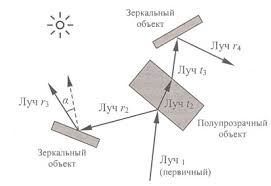 Зеркальный
объект
Луч r₄
Луч t₃
Луч r₃
α
Луч r₂
Луч t₂
Полупрозрачный
объект
Зеркальный
объект
Луч ₁
(первичный)